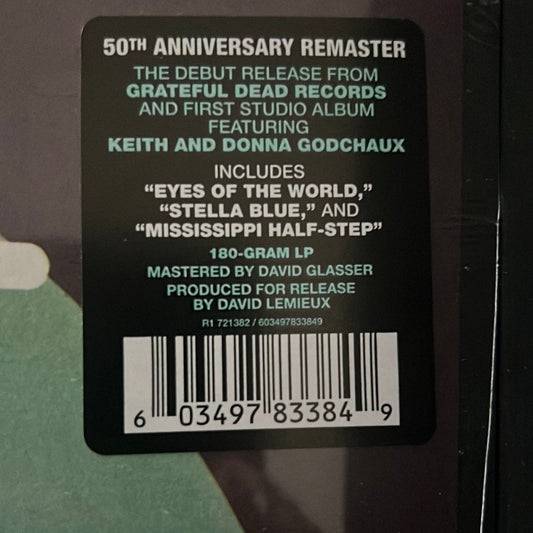 50TH ANNIVERSARY REMASTER
THE DEBUT RELEASE FROM
GRATEFUL DEAD RECORDS
AND FIRST STUDIO ALBUM
FEATURING
KEITH AND DONNA GODCHAUX
INCLUDES
“EYES OF THE WORLD,”
“STELLA BLUE,” AND
“MISSISSIPPI HALF-STEP”
180-GRAM LP
MASTERED BY DAVID GLASSER
PRODUCED FOR RELEASE
BY DAVID LEMIEUX
R1 721382 / 603497833849
6 03497 83384 9